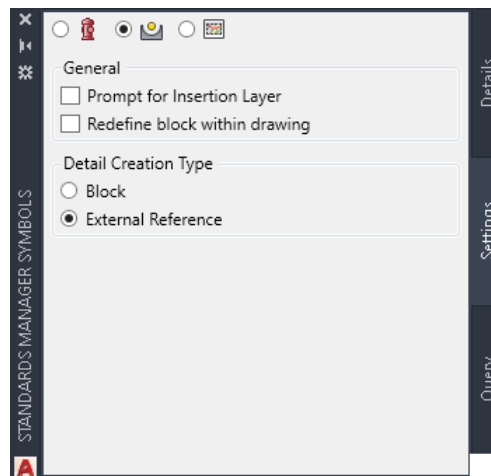 General
Prompt for Insertion Layer
Redefine block within drawing
Detail Creation Type
Block
External Reference
STANDARDS MANAGER SYMBOLS
Details
Settings
Query
A